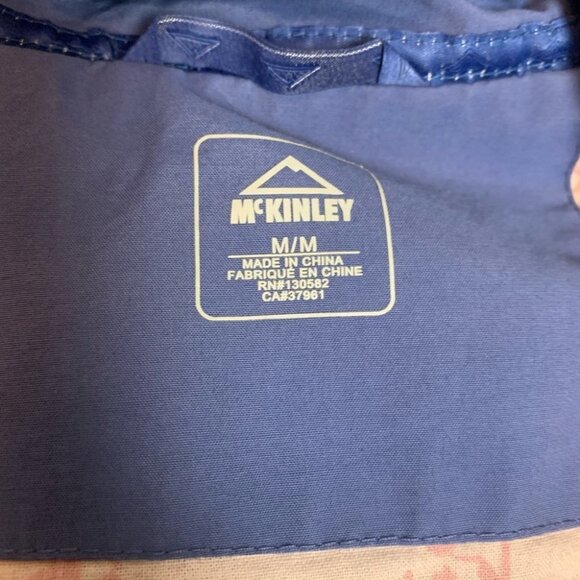 McKINLEY
M/M
MADE IN CHINA
FABRIQUÉ EN CHINE
RN#130582
CA#37961